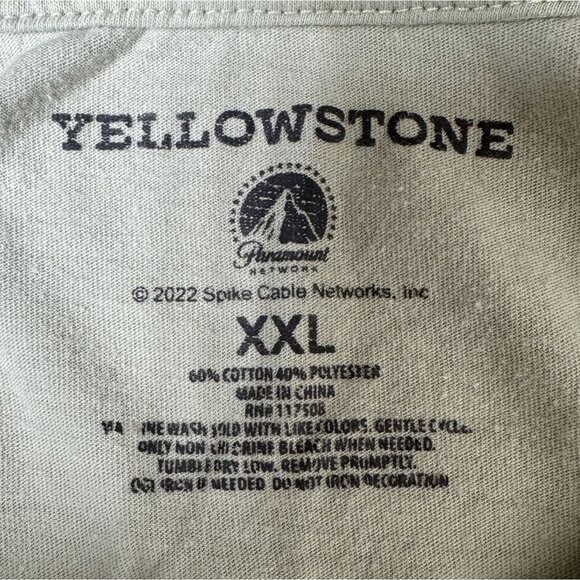 YELLOWSTONE
Paramount
NETWORK
© 2022 Spike Cable Networks, Inc
XXL
60% COTTON 40% POLYESTER
MADE IN CHINA
RN# 117508
WASH COLD WITH LIKE COLORS. GENTLE CYCLE.
ONLY NON CHLORINE BLEACH WHEN NEEDED.
TUMBLE DRY LOW. REMOVE PROMPTLY.
IRON IF NEEDED DO NOT IRON DECORATION